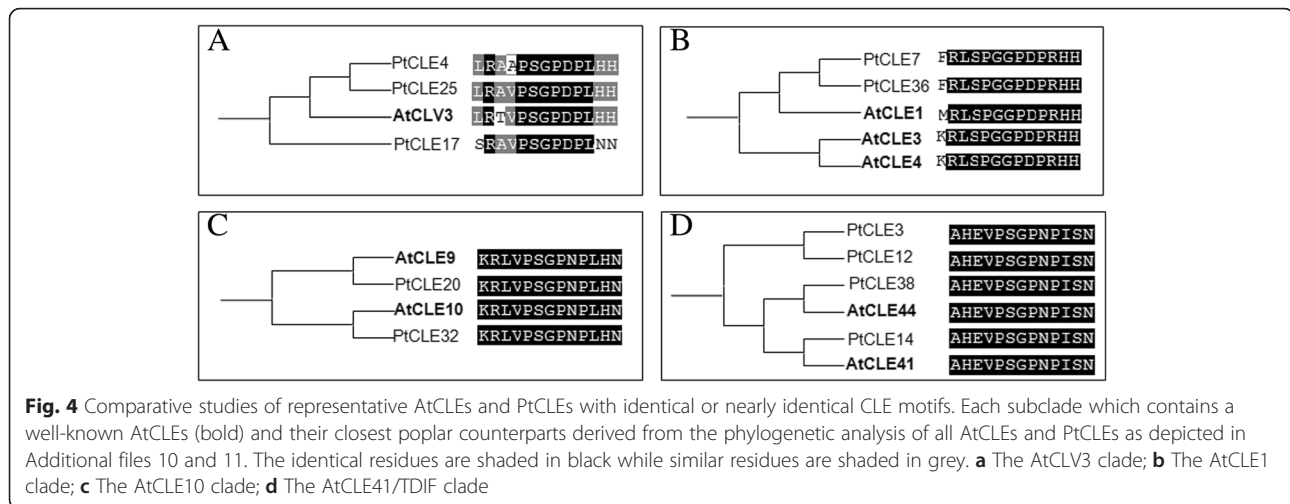 A
PtCLE4 LRAAPSGPDPLHH
PtCLE25 LRAVPSGPDPLHH
AtCLV3 LRTVPSGPDPLHH
PtCLE17 SRAVPSGPDPLNN
B
PtCLE7 FRLSPGGPDPRHH
PtCLE36 FRLSPGGPDPRHH
AtCLE1 MRLSPGGPDPRHH
AtCLE3 KRLSPGGPDPRHH
AtCLE4 KRLSPGGPDPRHH
C
AtCLE9 KRLVPSGPNPLHN
PtCLE20 KRLVPSGPNPLHN
AtCLE10 KRLVPSGPNPLHN
PtCLE32 KRLVPSGPNPLHN
D
PtCLE3 AHEVPSGPNPISN
PtCLE12 AHEVPSGPNPISN
PtCLE38 AHEVPSGPNPISN
AtCLE44 AHEVPSGPNPISN
PtCLE14 AHEVPSGPNPISN
AtCLE41 AHEVPSGPNPISN
Fig. 4 Comparative studies of representative AtCLEs and PtCLEs with identical or nearly identical CLE motifs. Each subclade which contains a
well-known AtCLEs (bold) and their closest poplar counterparts derived from the phylogenetic analysis of all AtCLEs and PtCLEs as depicted in
Additional files 10 and 11. The identical residues are shaded in black while similar residues are shaded in grey. a The AtCLV3 clade; b The AtCLE1
clade; c The AtCLE10 clade; d The AtCLE41/TDIF clade